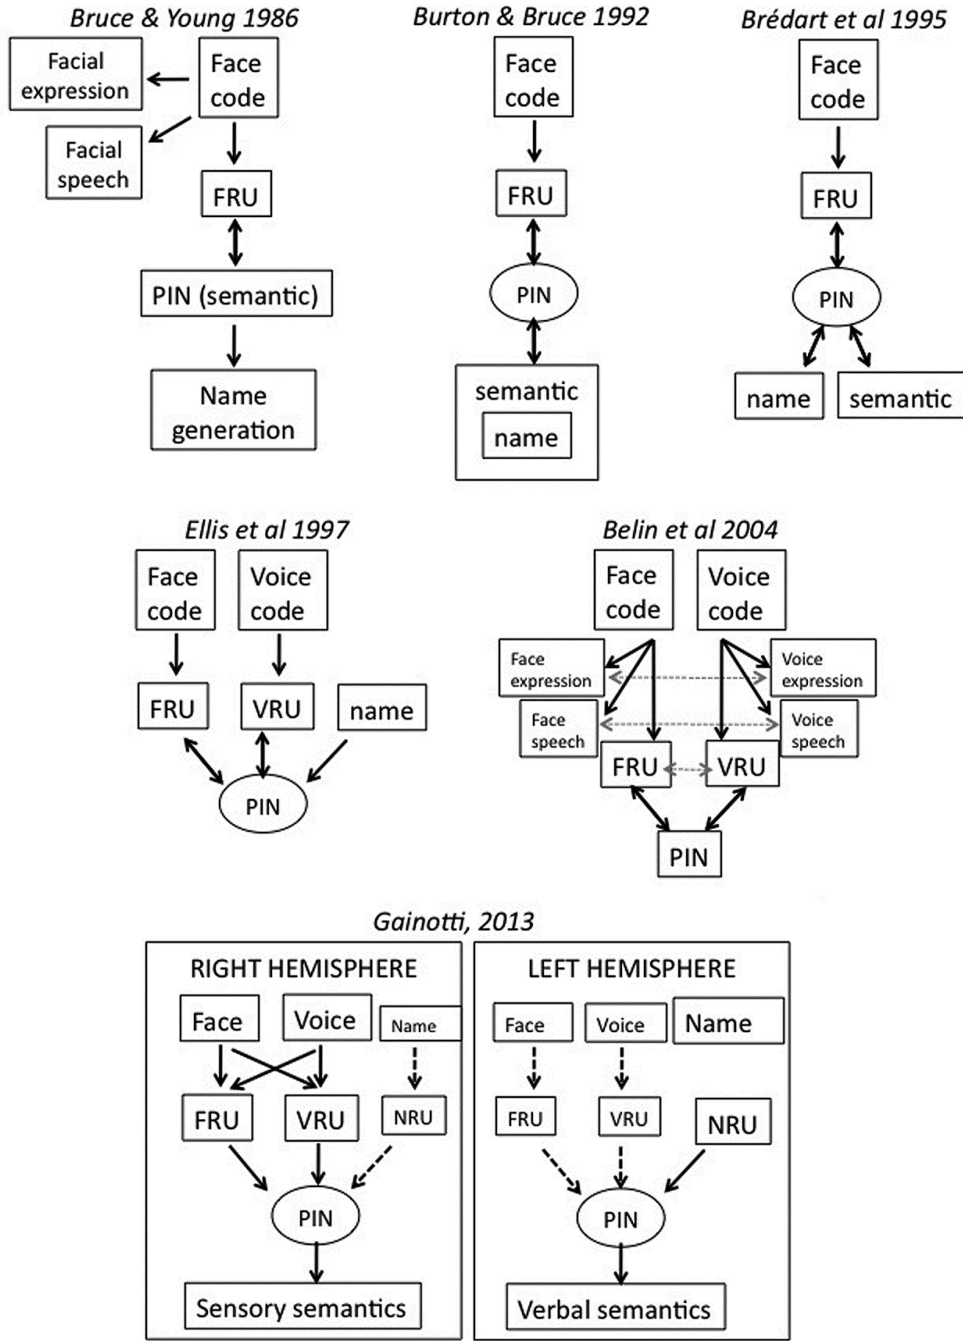 Bruce & Young 1986
Facial
expression
Face
code
Facial
speech
FRU
PIN (semantic)
Name
generation
Burton & Bruce 1992
Face
code
FRU
PIN
semantic
name
Brédart et al 1995
Face
code
FRU
PIN
name
semantic
Ellis et al 1997
Face
code
Voice
code
FRU
VRU
name
PIN
Belin et al 2004
Face
code
Voice
code
Face
expression
Voice
expression
Face
speech
Voice
speech
FRU
VRU
PIN
Gainotti, 2013
RIGHT HEMISPHERE
Face
Voice
Name
FRU
VRU
NRU
PIN
Sensory semantics
LEFT HEMISPHERE
Face
Voice
Name
FRU
VRU
NRU
PIN
Verbal semantics